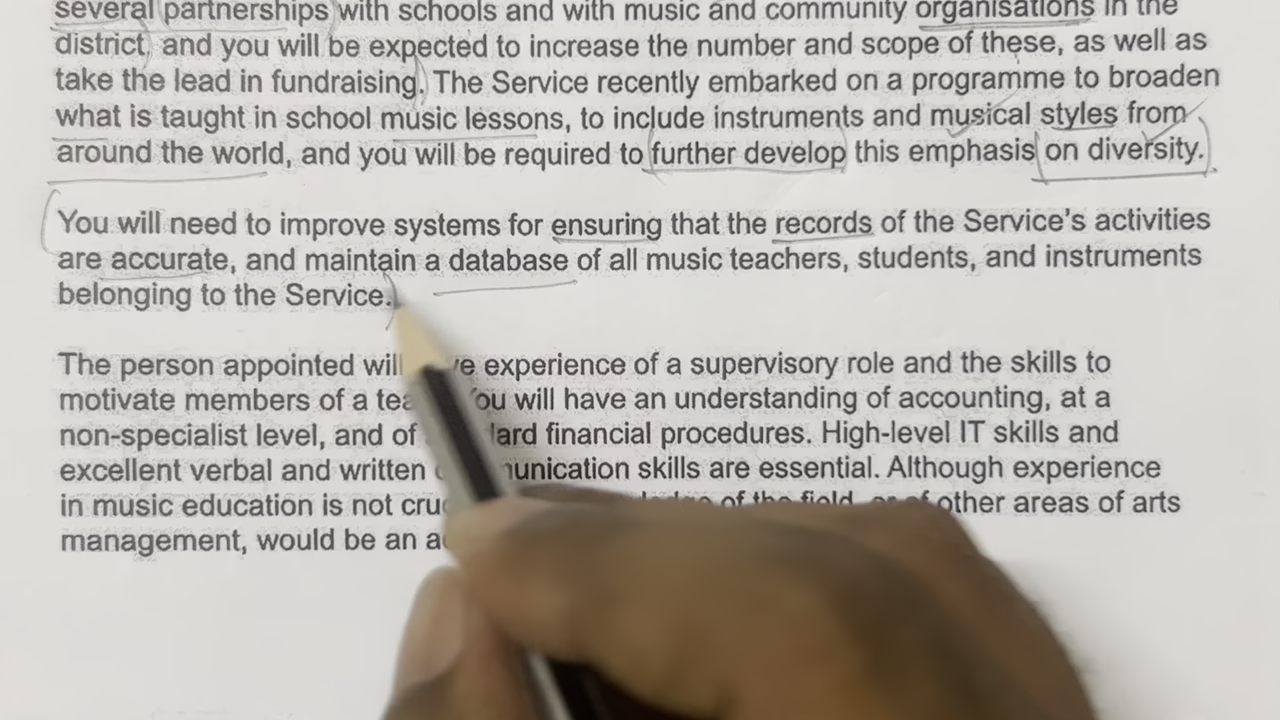 several partnerships with schools and with music and community organisations in the
district, and you will be expected to increase the number and scope of these, as well as
take the lead in fundraising. The Service recently embarked on a programme to broaden
what is taught in school music lessons, to include instruments and musical styles from
around the world, and you will be required to further develop this emphasis on diversity.
You will need to improve systems for ensuring that the records of the Service's activities
are accurate, and maintain a database of all music teachers, students, and instruments
belonging to the Service.
The person appointed will experience of a supervisory role and the skills to
motivate members of a You will have an understanding of accounting, at a
non-specialist level, and of financial procedures. High-level IT skills and
excellent verbal and written skills are essential. Although experience
in music education is not of the field, or of other areas of arts
management, would be an